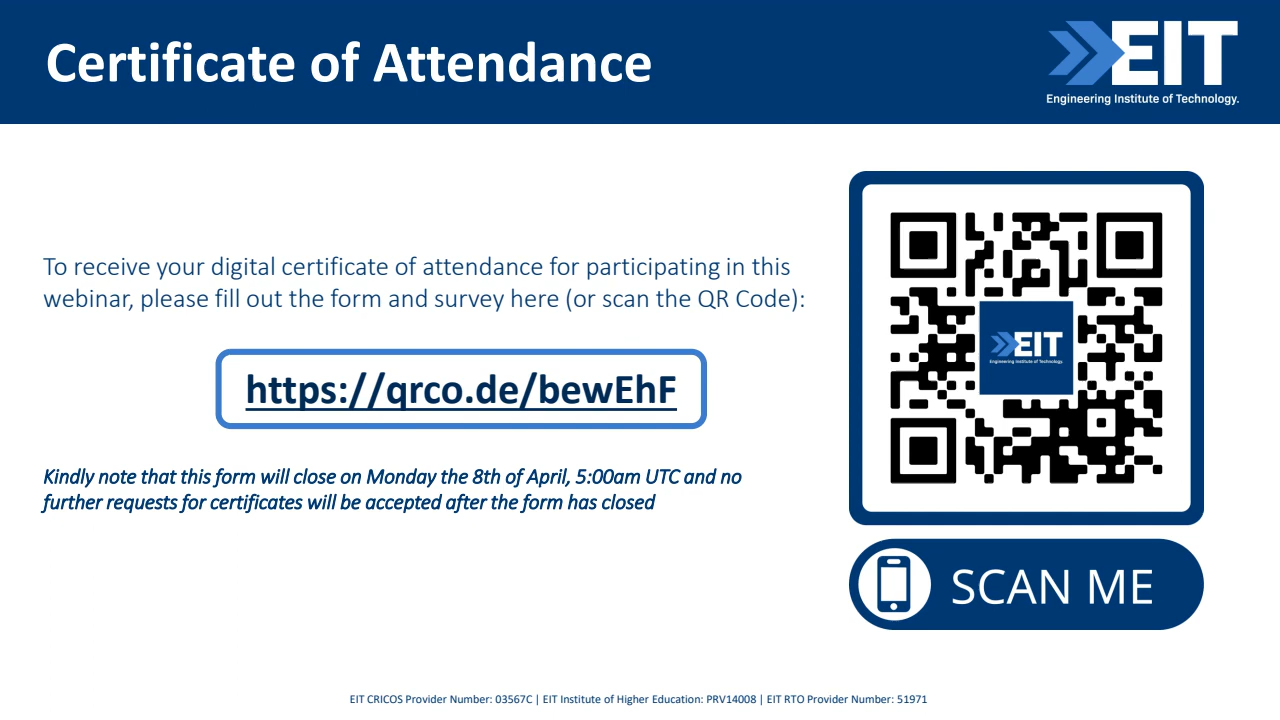 Certificate of Attendance
EIT
Engineering Institute of Technology.
To receive your digital certificate of attendance for participating in this
webinar, please fill out the form and survey here (or scan the QR Code):
https://qrco.de/bewEhF
Kindly note that this form will close on Monday the 8th of April, 5:00am UTC and no
further requests for certificates will be accepted after the form has closed
EIT
Engineering Institute of Technology.
SCAN ME
EIT CRICOS Provider Number: 03567C | EIT Institute of Higher Education: PRV14008 | EIT RTO Provider Number: 51971